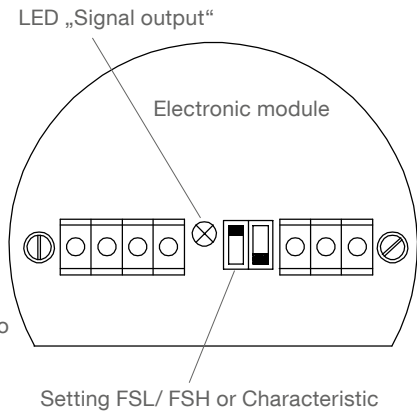 LED „Signal output“
Electronic module
Setting FSL/ FSH or Characteristic